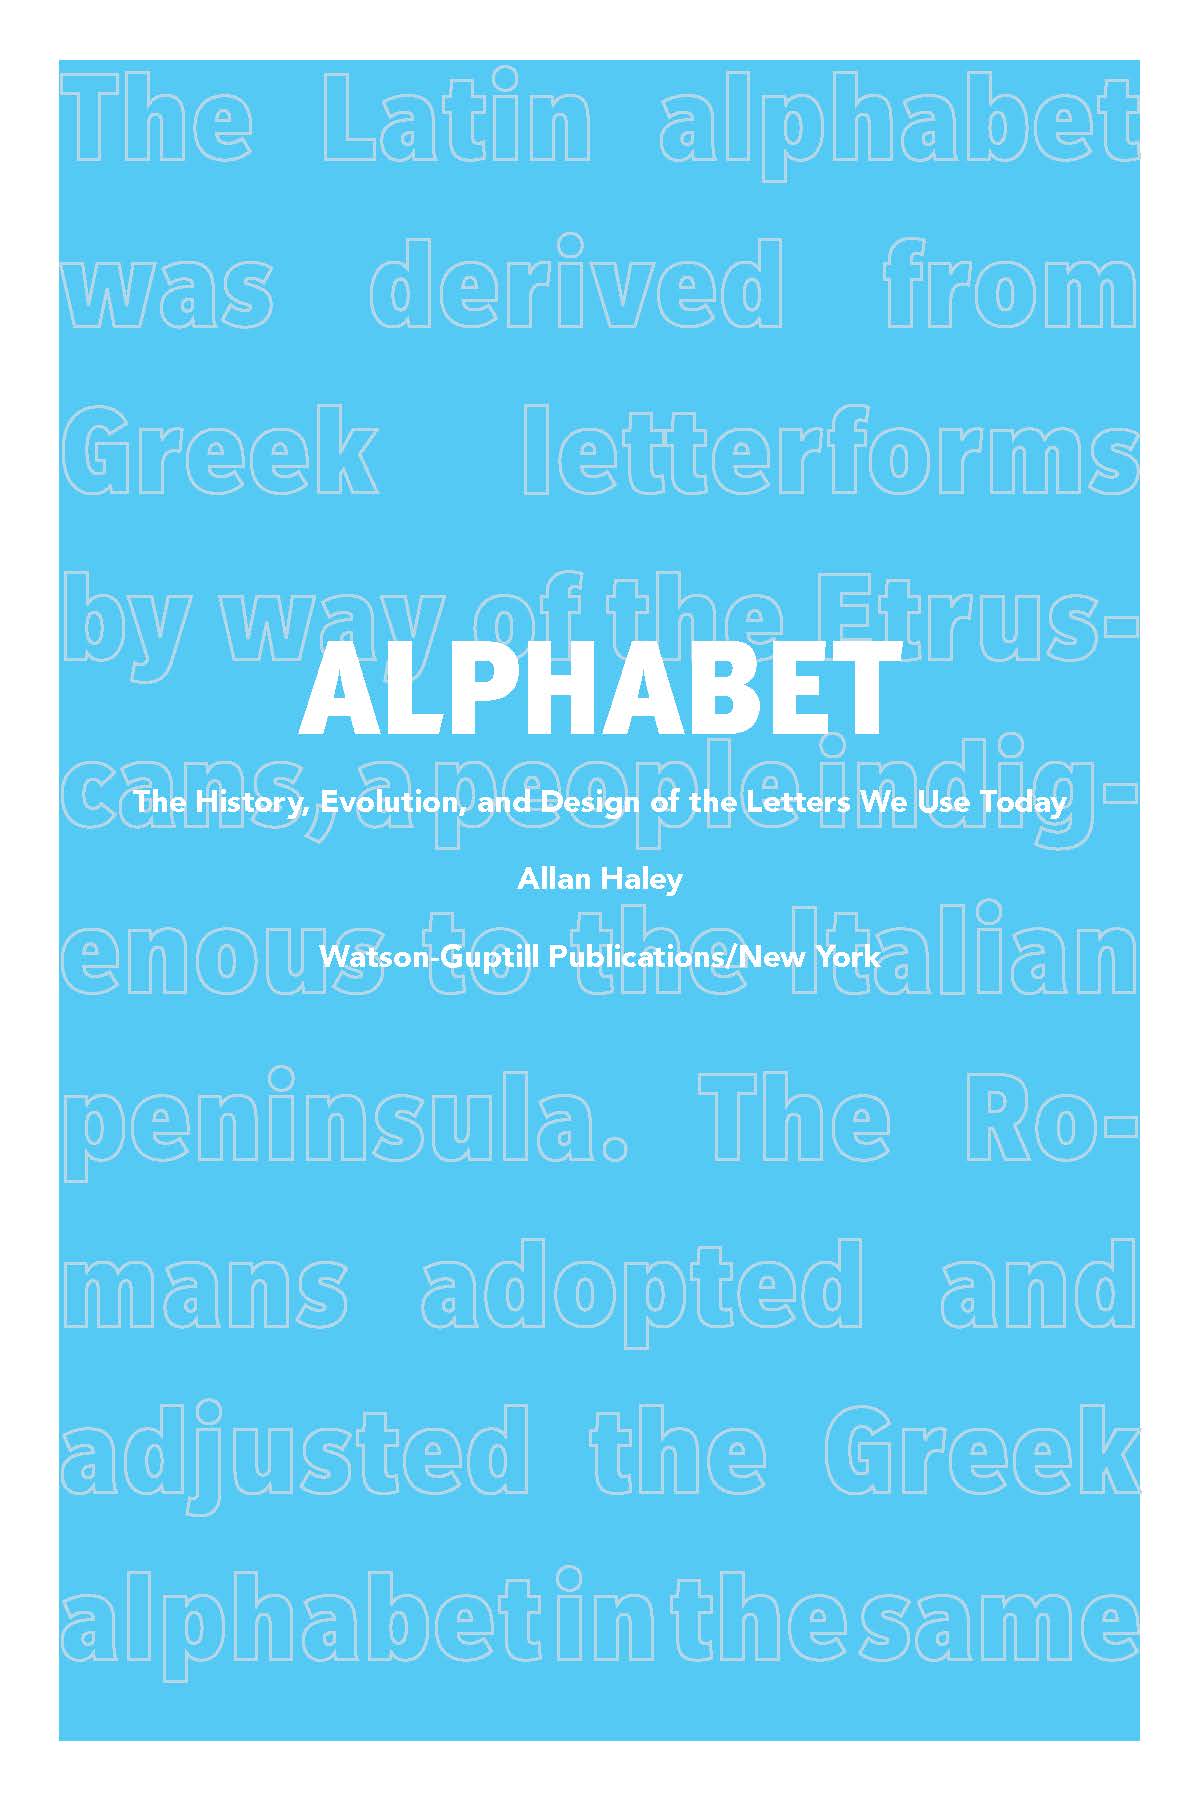 The Latin alphabet
was derived from
Greek letterforms
by way of the Etrus-
ALPHABET
cans, a people indig-
The History, Evolution, and Design of the Letters We Use Today
Allan Haley
enous to the Italian
Watson-Guptill Publications/New York
peninsula. The Ro-
mans adopted and
adjusted the Greek
alphabet in the same